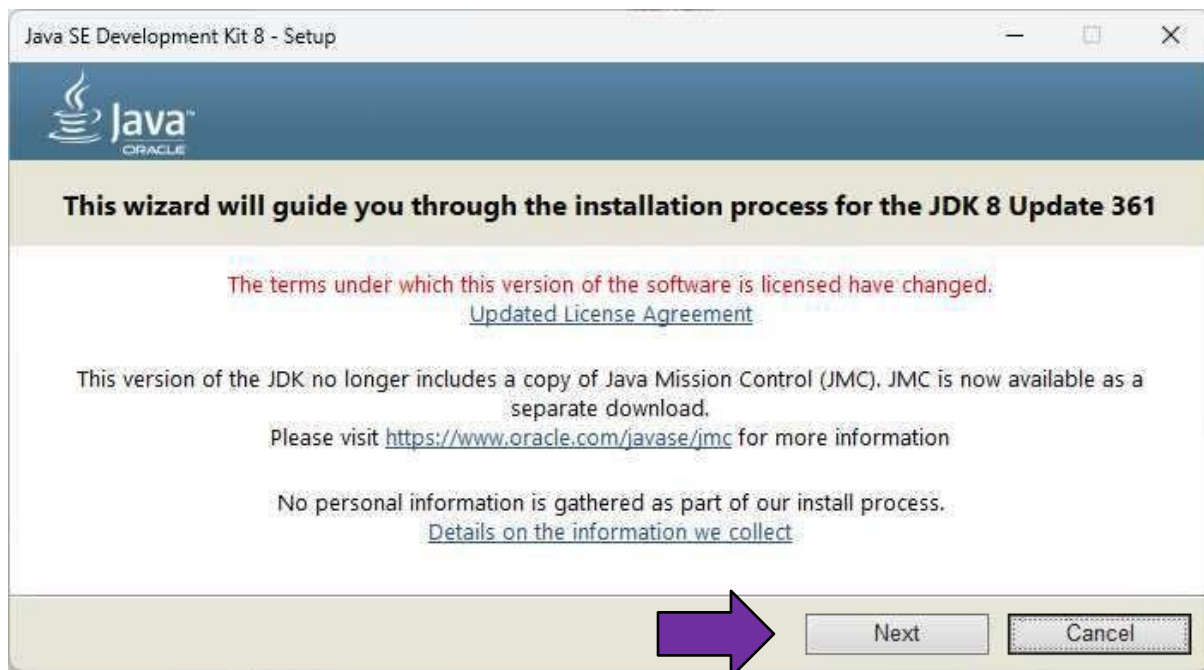 Java SE Development Kit 8 - Setup
Java™
ORACLE
This wizard will guide you through the installation process for the JDK 8 Update 361
The terms under which this version of the software is licensed have changed.
Updated License Agreement
This version of the JDK no longer includes a copy of Java Mission Control (JMC). JMC is now available as a
separate download.
Please visit https://www.oracle.com/javase/jmc for more information
No personal information is gathered as part of our install process.
Details on the information we collect
Next
Cancel